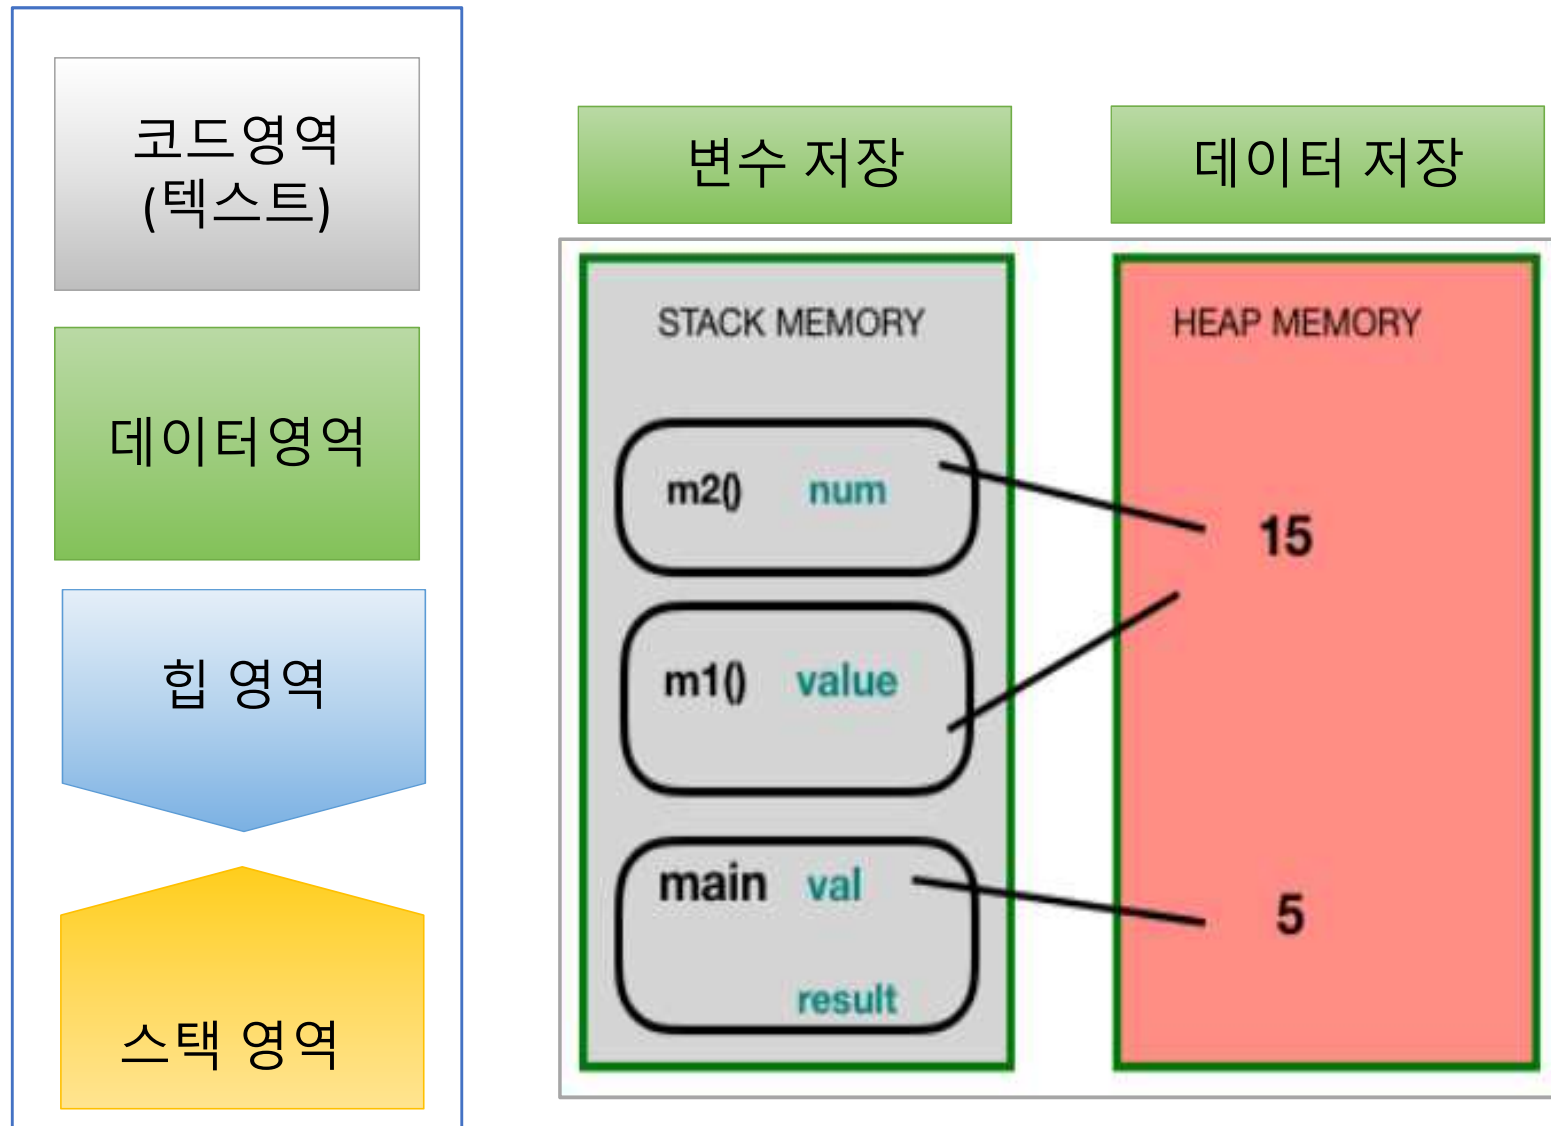 코드영역
(텍스트)
데이터영억
힙 영역
스택 영역
변수 저장
데이터 저장
STACK MEMORY
HEAP MEMORY
m2() num
15
m1() value
main val
5
result